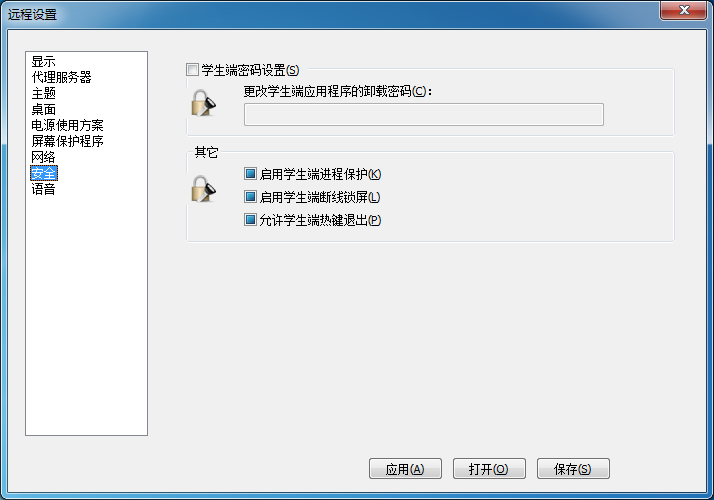 远程设置
显示
代理服务器
主题
桌面
电源使用方案
屏幕保护程序
网络
安全
语音
学生端密码设置(S)
更改学生端应用程序的卸载密码(C)：
其它
启用学生端进程保护(K)
启用学生端断线锁屏(L)
允许学生端热键退出(P)
应用(A)
打开(O)
保存(S)